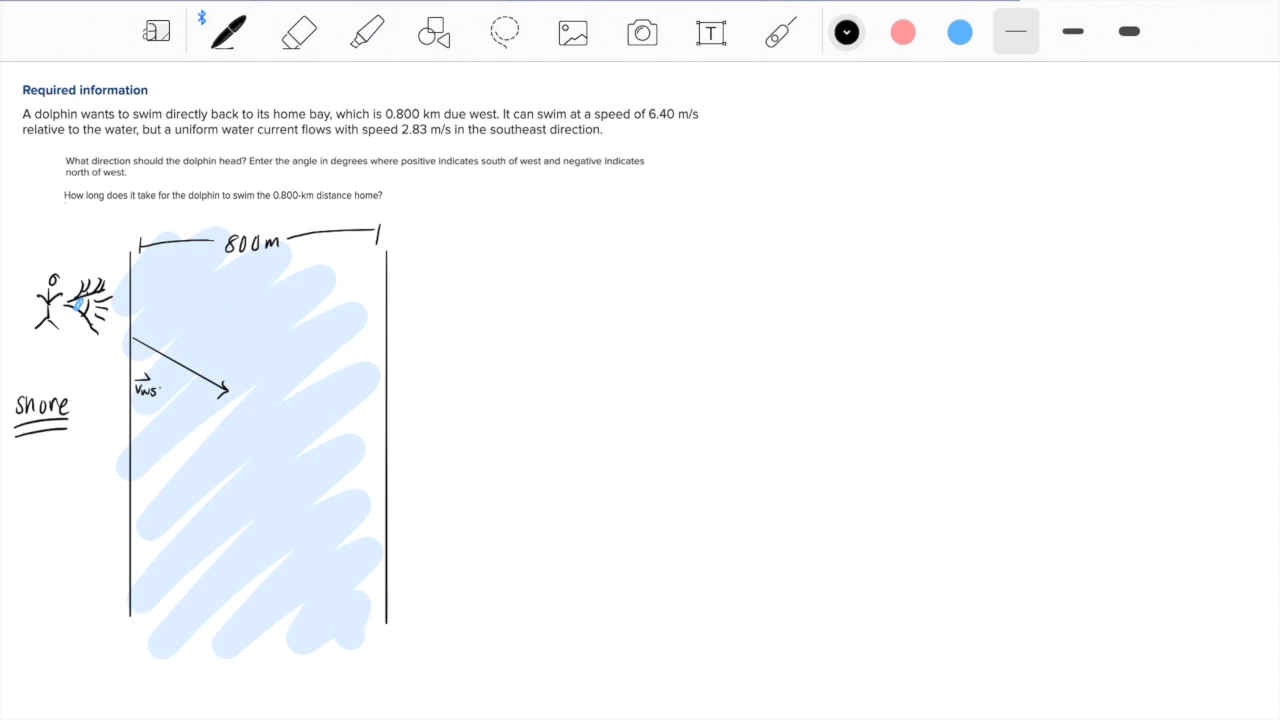 T
Required information
A dolphin wants to swim directly back to its home bay, which is 0.800 km due west. It can swim at a speed of 6.40 m/s
relative to the water, but a uniform water current flows with speed 2.83 m/s in the southeast direction.
What direction should the dolphin head? Enter the angle in degrees where positive indicates south of west and negative indicates
north of west.
How long does it take for the dolphin to swim the 0.800-km distance home?
800m
Vws
Shore